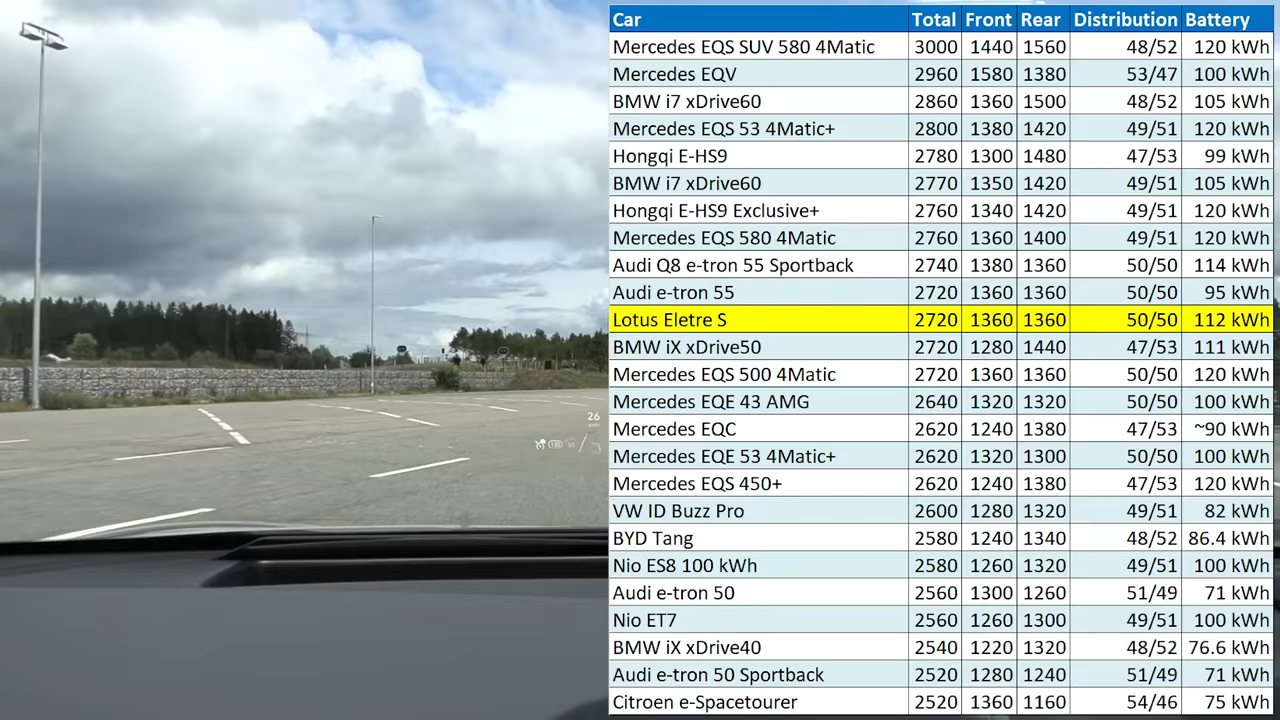 Car Total Front Rear Distribution Battery
Mercedes EQS SUV 580 4Matic 3000 1440 1560 48/52 120 kWh
Mercedes EQV 2960 1580 1380 53/47 100 kWh
BMW i7 xDrive60 2860 1360 1500 48/52 105 kWh
Mercedes EQS 53 4Matic+ 2800 1380 1420 49/51 120 kWh
Hongqi E-HS9 2780 1300 1480 47/53 99 kWh
BMW i7 xDrive60 2770 1350 1420 49/51 105 kWh
Hongqi E-HS9 Exclusive+ 2760 1340 1420 49/51 120 kWh
Mercedes EQS 580 4Matic 2760 1360 1400 49/51 120 kWh
Audi Q8 e-tron 55 Sportback 2740 1380 1360 50/50 114 kWh
Audi e-tron 55 2720 1360 1360 50/50 95 kWh
Lotus Eletre S 2720 1360 1360 50/50 112 kWh
BMW iX xDrive50 2720 1280 1440 47/53 111 kWh
Mercedes EQS 500 4Matic 2720 1360 1360 50/50 120 kWh
Mercedes EQE 43 AMG 2640 1320 1320 50/50 100 kWh
Mercedes EQC 2620 1240 1380 47/53 ~90 kWh
Mercedes EQE 53 4Matic+ 2620 1320 1300 50/50 100 kWh
Mercedes EQS 450+ 2620 1240 1380 47/53 120 kWh
VW ID Buzz Pro 2600 1280 1320 49/51 82 kWh
BYD Tang 2580 1240 1340 48/52 86.4 kWh
Nio ES8 100 kWh 2580 1260 1320 49/51 100 kWh
Audi e-tron 50 2560 1300 1260 51/49 71 kWh
Nio ET7 2560 1260 1300 49/51 100 kWh
BMW iX xDrive40 2540 1220 1320 48/52 76.6 kWh
Audi e-tron 50 Sportback 2520 1280 1240 51/49 71 kWh
Citroen e-Spacetourer 2520 1360 1160 54/46 75 kWh
26